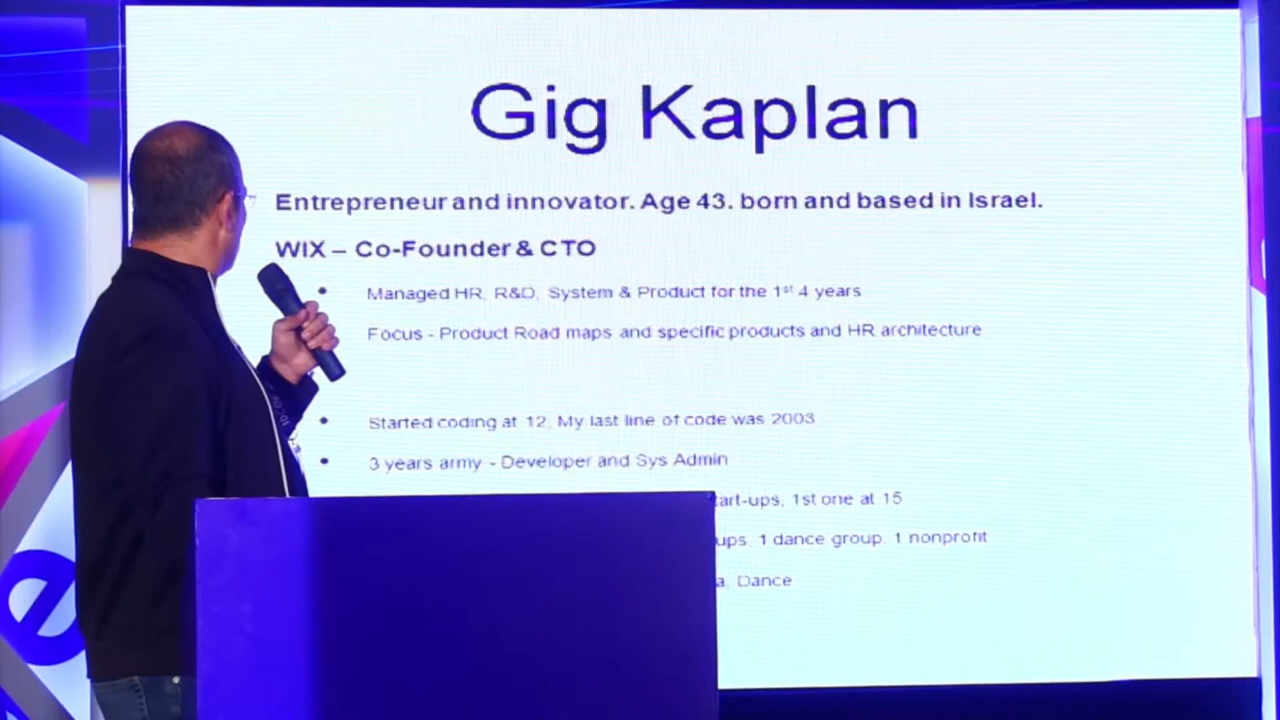 Gig Kaplan
Entrepreneur and innovator. Age 43. born and based in Israel.
WIX – Co-Founder & CTO
• Managed HR, R&D, System & Product for the 1st 4 years
Focus - Product Road maps and specific products and HR architecture
• Started coding at 12, My last line of code was 2003
• 3 years army - Developer and Sys Admin
tart-ups, 1st one at 15
ups. 1 dance group. 1 nonprofit
a, Dance
e